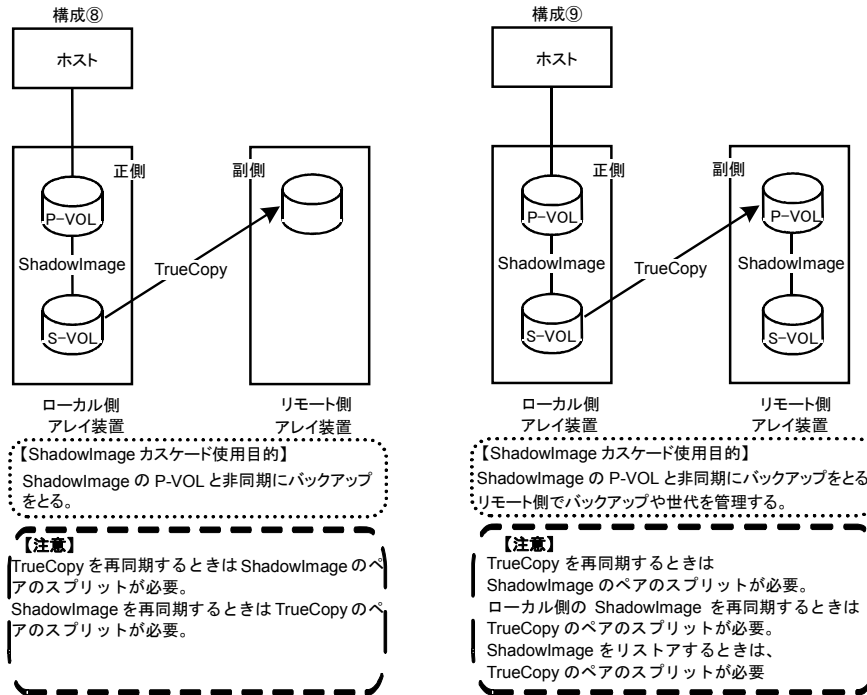 構成⑧
ホスト
正側
副側
P-VOL
ShadowImage
TrueCopy
S-VOL
ローカル側
アレイ装置
リモート側
アレイ装置
【ShadowImage カスケード使用目的】
ShadowImage の P-VOL と非同期にバックアップ
をとる。
【注意】
TrueCopy を再同期するときは ShadowImage のペ
アのスプリットが必要。
ShadowImage を再同期するときは TrueCopy のペ
アのスプリットが必要。
構成⑨
ホスト
正側
副側
P-VOL
P-VOL
ShadowImage
TrueCopy
ShadowImage
S-VOL
S-VOL
ローカル側
アレイ装置
リモート側
アレイ装置
【ShadowImage カスケード使用目的】
ShadowImage の P-VOL と非同期にバックアップをとる
リモート側でバックアップや世代を管理する。
【注意】
TrueCopy を再同期するときは
ShadowImage のペアのスプリットが必要。
ローカル側の ShadowImage を再同期するときは
TrueCopy のペアのスプリットが必要。
ShadowImage をリストアするときは、
TrueCopy のペアのスプリットが必要